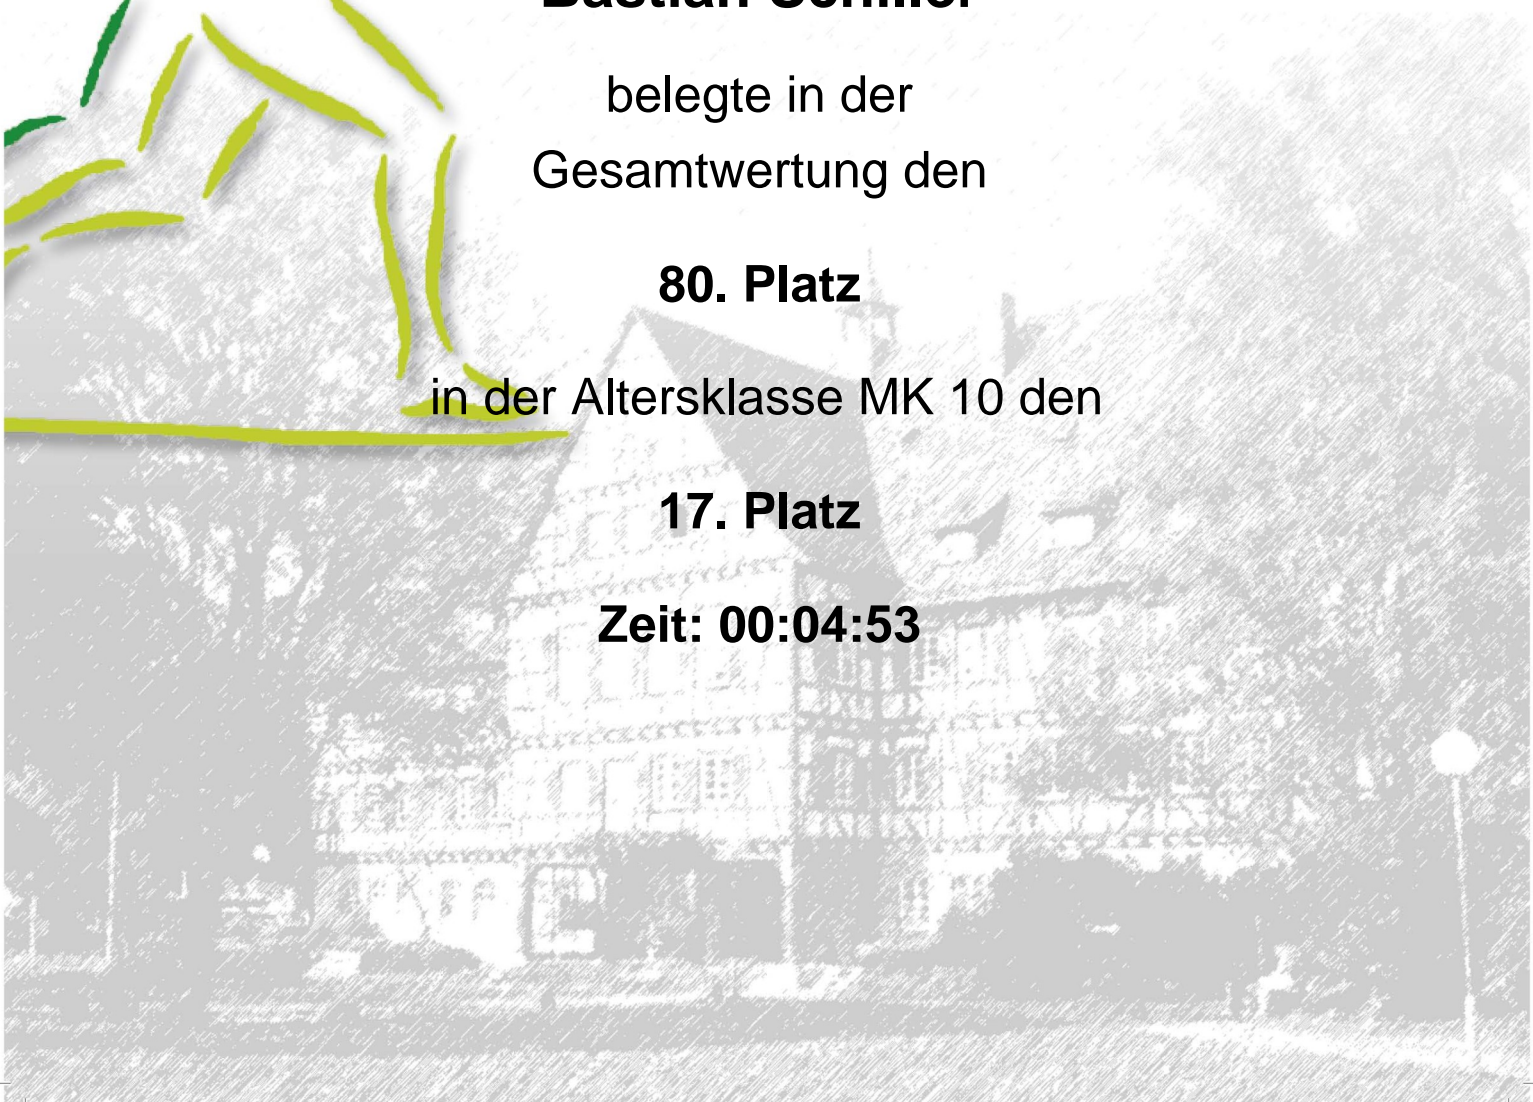 Bastian
belegte in der
Gesamtwertung den
80. Platz
in der Altersklasse MK 10 den
17. Platz
Zeit: 00:04:53